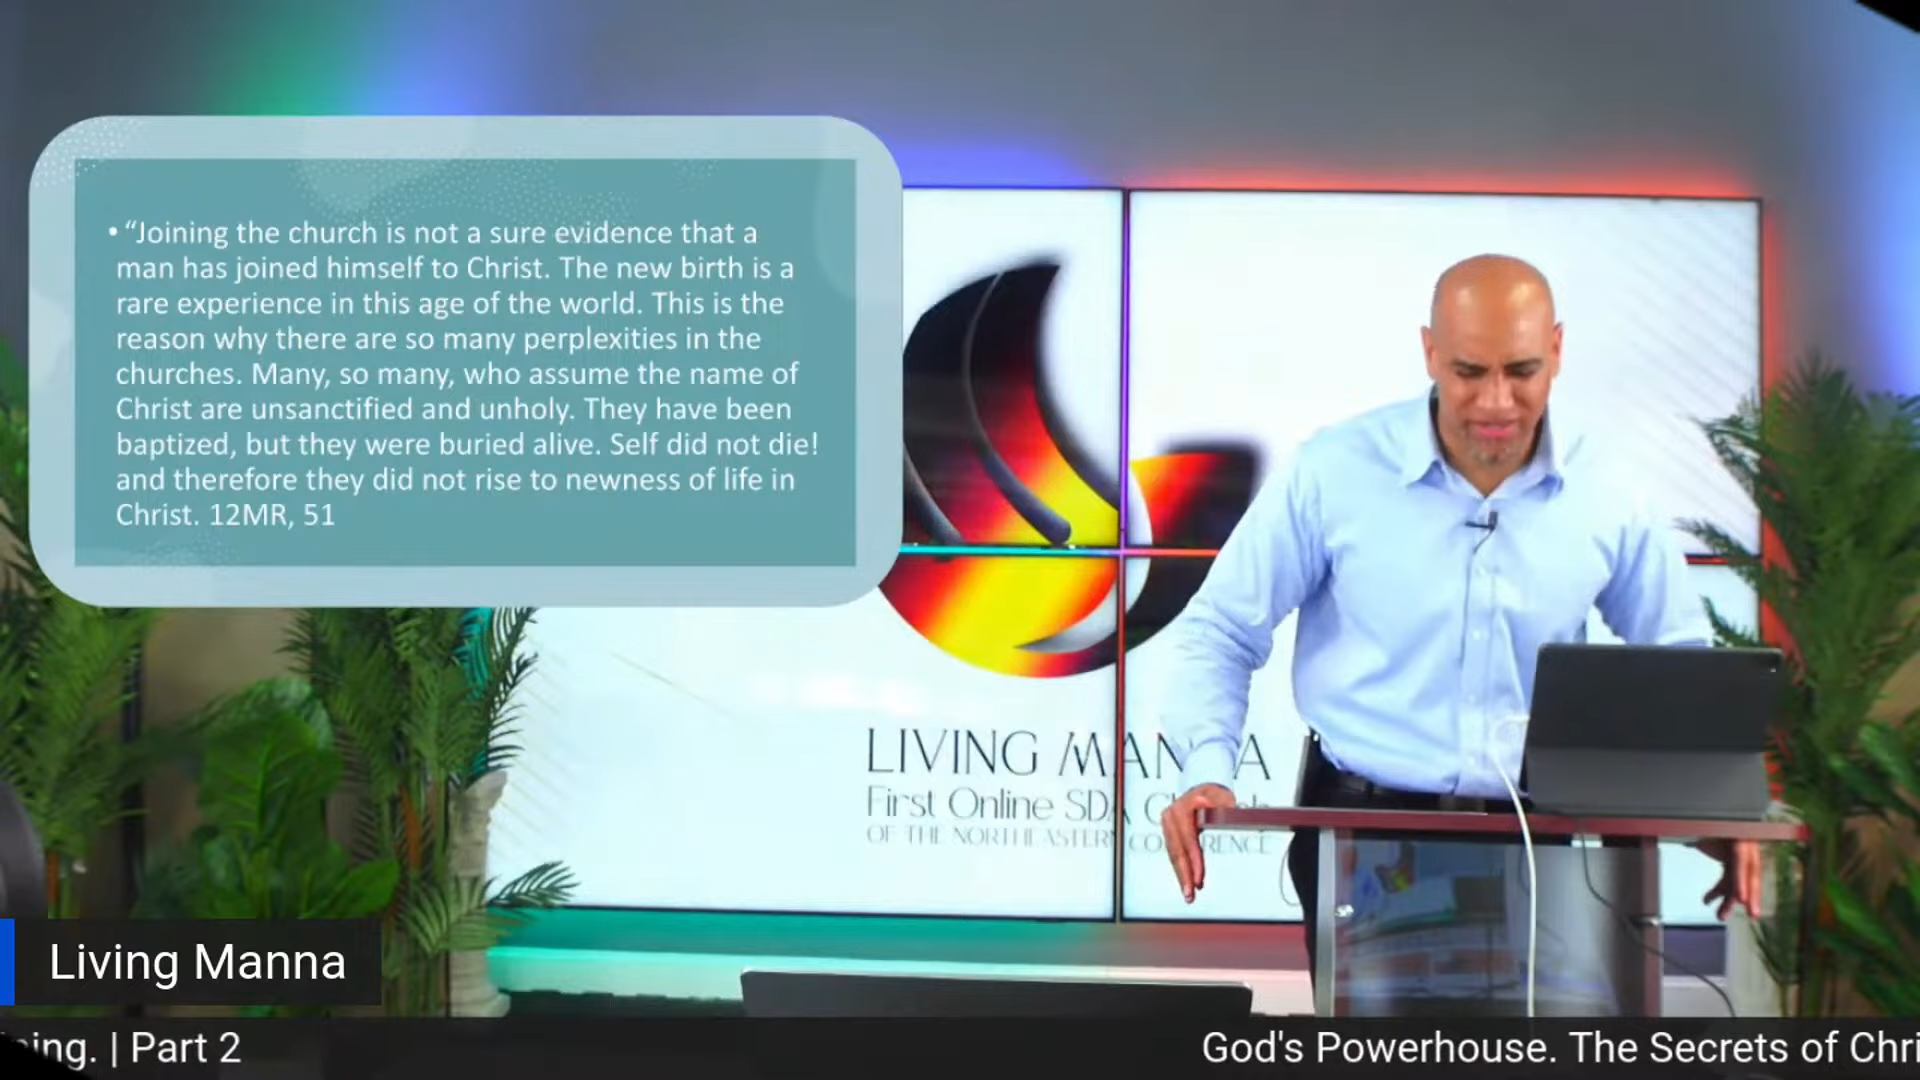 • “Joining the church is not a sure evidence that a
man has joined himself to Christ. The new birth is a
rare experience in this age of the world. This is the
reason why there are so many perplexities in the
churches. Many, so many, who assume the name of
Christ are unsanctified and unholy. They have been
baptized, but they were buried alive. Self did not die!
and therefore they did not rise to newness of life in
Christ. 12MR, 51
LIVING
First Online SDA
OF THE NORTHEASTERN
Living Manna
| Part 2
God's Powerhouse. The Secrets of